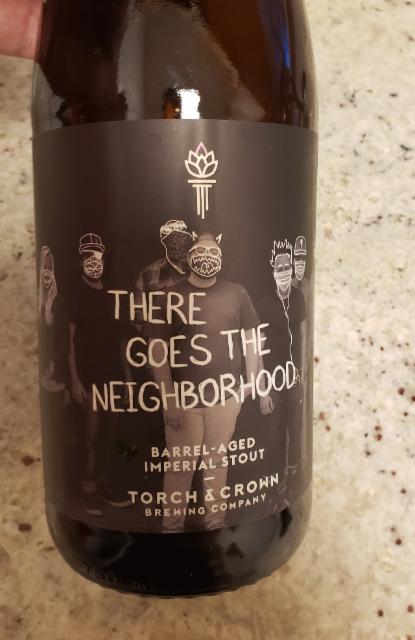 THERE
GOES THE
NEIGHBORHOOD
BARREL-AGED
IMPERIAL STOUT
TORCH & CROWN
BREWING COMPANY